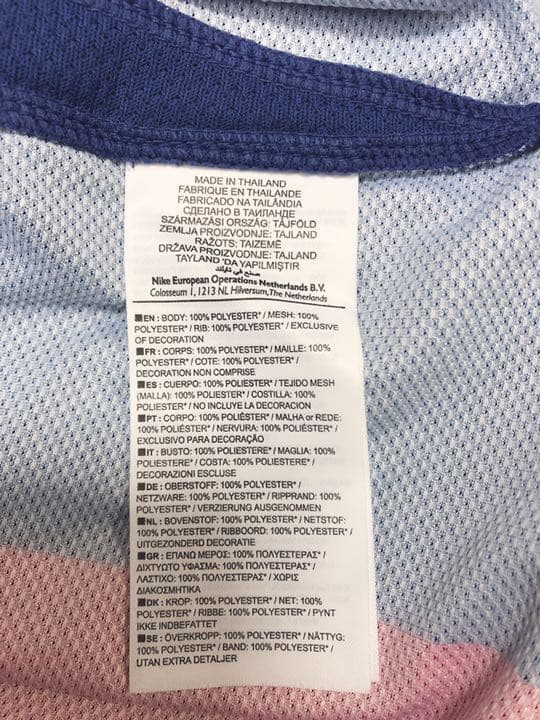 MADE IN THAILAND
FABRIQUE EN THAILANDE
FABRICADO NA TAILÂNDIA
СДЕЛАНО В ТАИЛАНДЕ
SZÁRMAZÁSI ORSZÁG: TÁJFÖLD
ZEMLJA PROIZVODNJE: TAJLAND
RAŽOTS: TAIZEMĒ
DRŽAVA PROIZVODNJE: TAJLAND
TAYLAND 'DA YAPILMIŞTIR
صنع في تايلند
Nike European Operations Netherlands B.V.
Colosseum 1, 1213 NL Hilversum, The Netherlands
■EN : BODY: 100% POLYESTER* / MESH: 100%
POLYESTER* / RIB: 100% POLYESTER* / EXCLUSIVE
OF DECORATION
■FR : CORPS: 100% POLYESTER* / MAILLE: 100%
POLYESTER* / COTE: 100% POLYESTER* /
DECORATION NON COMPRISE
■ES : CUERPO: 100% POLIESTER* / TEJIDO MESH
(MALLA): 100% POLIESTER* / COSTILLA: 100%
POLIESTER* / NO INCLUYE LA DECORACION
■PT : CORPO: 100% POLIÉSTER* / MALHA or REDE:
100% POLIÉSTER* / NERVURA: 100% POLIÉSTER* /
EXCLUSIVO PARA DECORAÇÃO
■IT : BUSTO: 100% POLIESTERE* / MAGLIA: 100%
POLIESTERE* / COSTA: 100% POLIESTERE* /
DECORAZIONI ESCLUSE
■DE : OBERSTOFF: 100% POLYESTER* /
NETZWARE: 100% POLYESTER* / RIPPRAND: 100%
POLYESTER* / VERZIERUNG AUSGENOMMEN
■NL : BOVENSTOF: 100% POLYESTER* / NETSTOF:
100% POLYESTER* / RIBBOORD: 100% POLYESTER* /
UITGEZONDERD DECORATIE
■GR : ΕΠΑΝΩ ΜΕΡΟΣ: 100% ΠΟΛΥΕΣΤΕΡΑΣ* /
ΔΙΧΤΥΩΤΟ ΥΦΑΣΜΑ: 100% ΠΟΛΥΕΣΤΕΡΑΣ* /
ΛΑΣΤΙΧΟ: 100% ΠΟΛΥΕΣΤΕΡΑΣ* / ΧΩΡΙΣ
ΔΙΑΚΟΣΜΗΤΙΚΑ
■DK : KROP: 100% POLYESTER* / NET: 100%
POLYESTER* / RIBBE: 100% POLYESTER* / PYNT
IKKE INDBEFATTET
■SE : ÖVERKROPP: 100% POLYESTER* / NÄTTYG:
100% POLYESTER* / BAND: 100% POLYESTER* /
UTAN EXTRA DETALJER